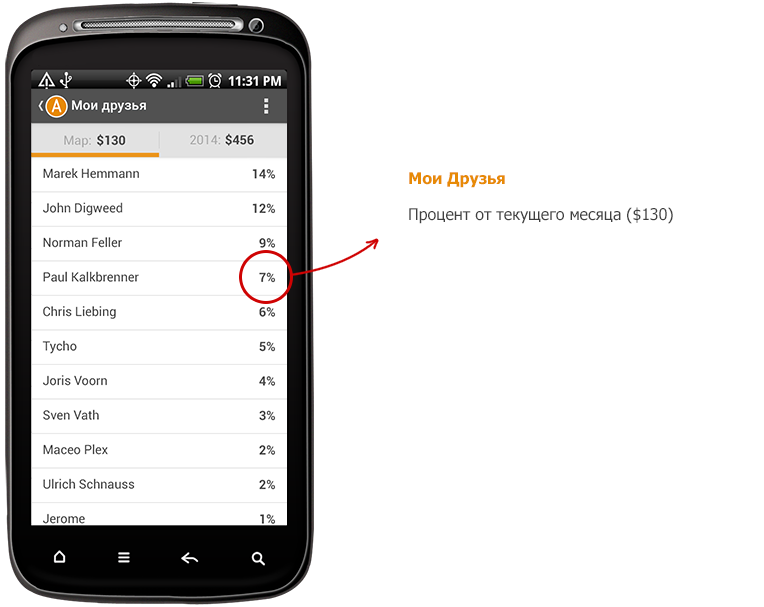 11:31 PM
A Мои друзья
Мар: $130 2014: $456
Marek Hemmann 14%
John Digweed 12%
Norman Feller 9%
Paul Kalkbrenner 7%
Chris Liebing 6%
Tycho 5%
Joris Voorn 4%
Sven Vath 3%
Maceo Plex 2%
Ulrich Schnauss 2%
Jerome 1%
Мои Друзья
Процент от текущего месяца ($130)